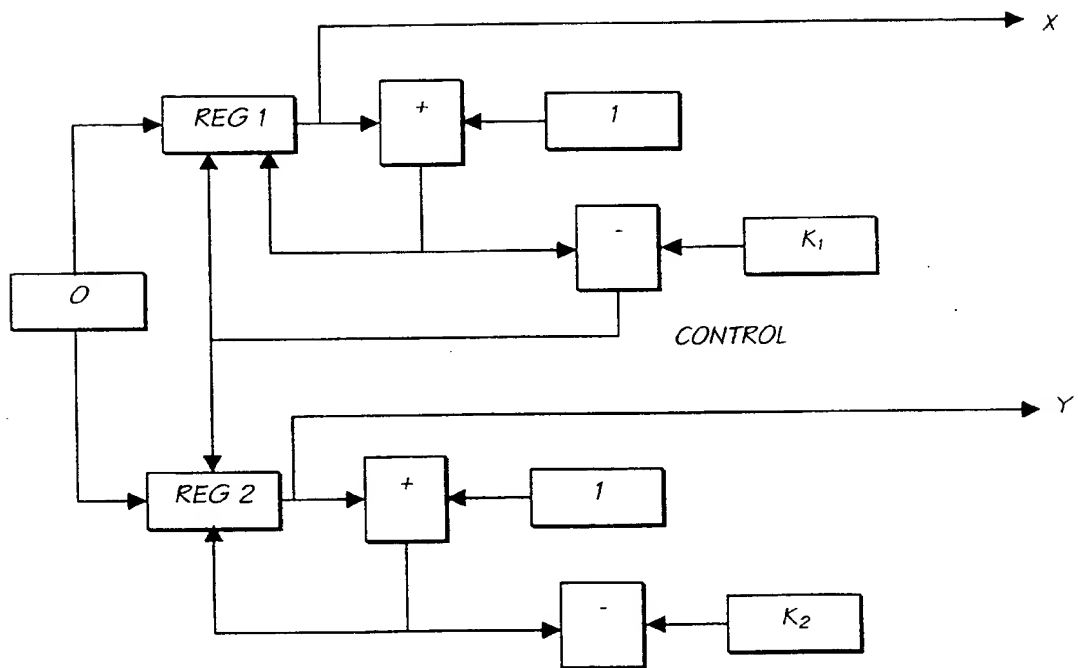 X
+
REG 1
1
-
K₁
O
CONTROL
Y
+
REG 2
1
-
K₂